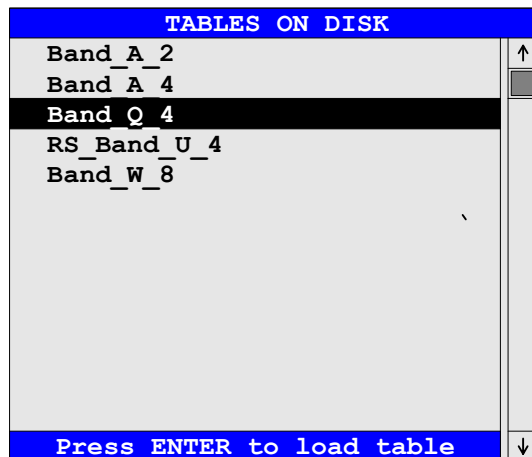 TABLES ON DISK
Band_A_2
Band_A_4
Band_Q_4
RS_Band_U_4
Band_W_8
Press ENTER to load table